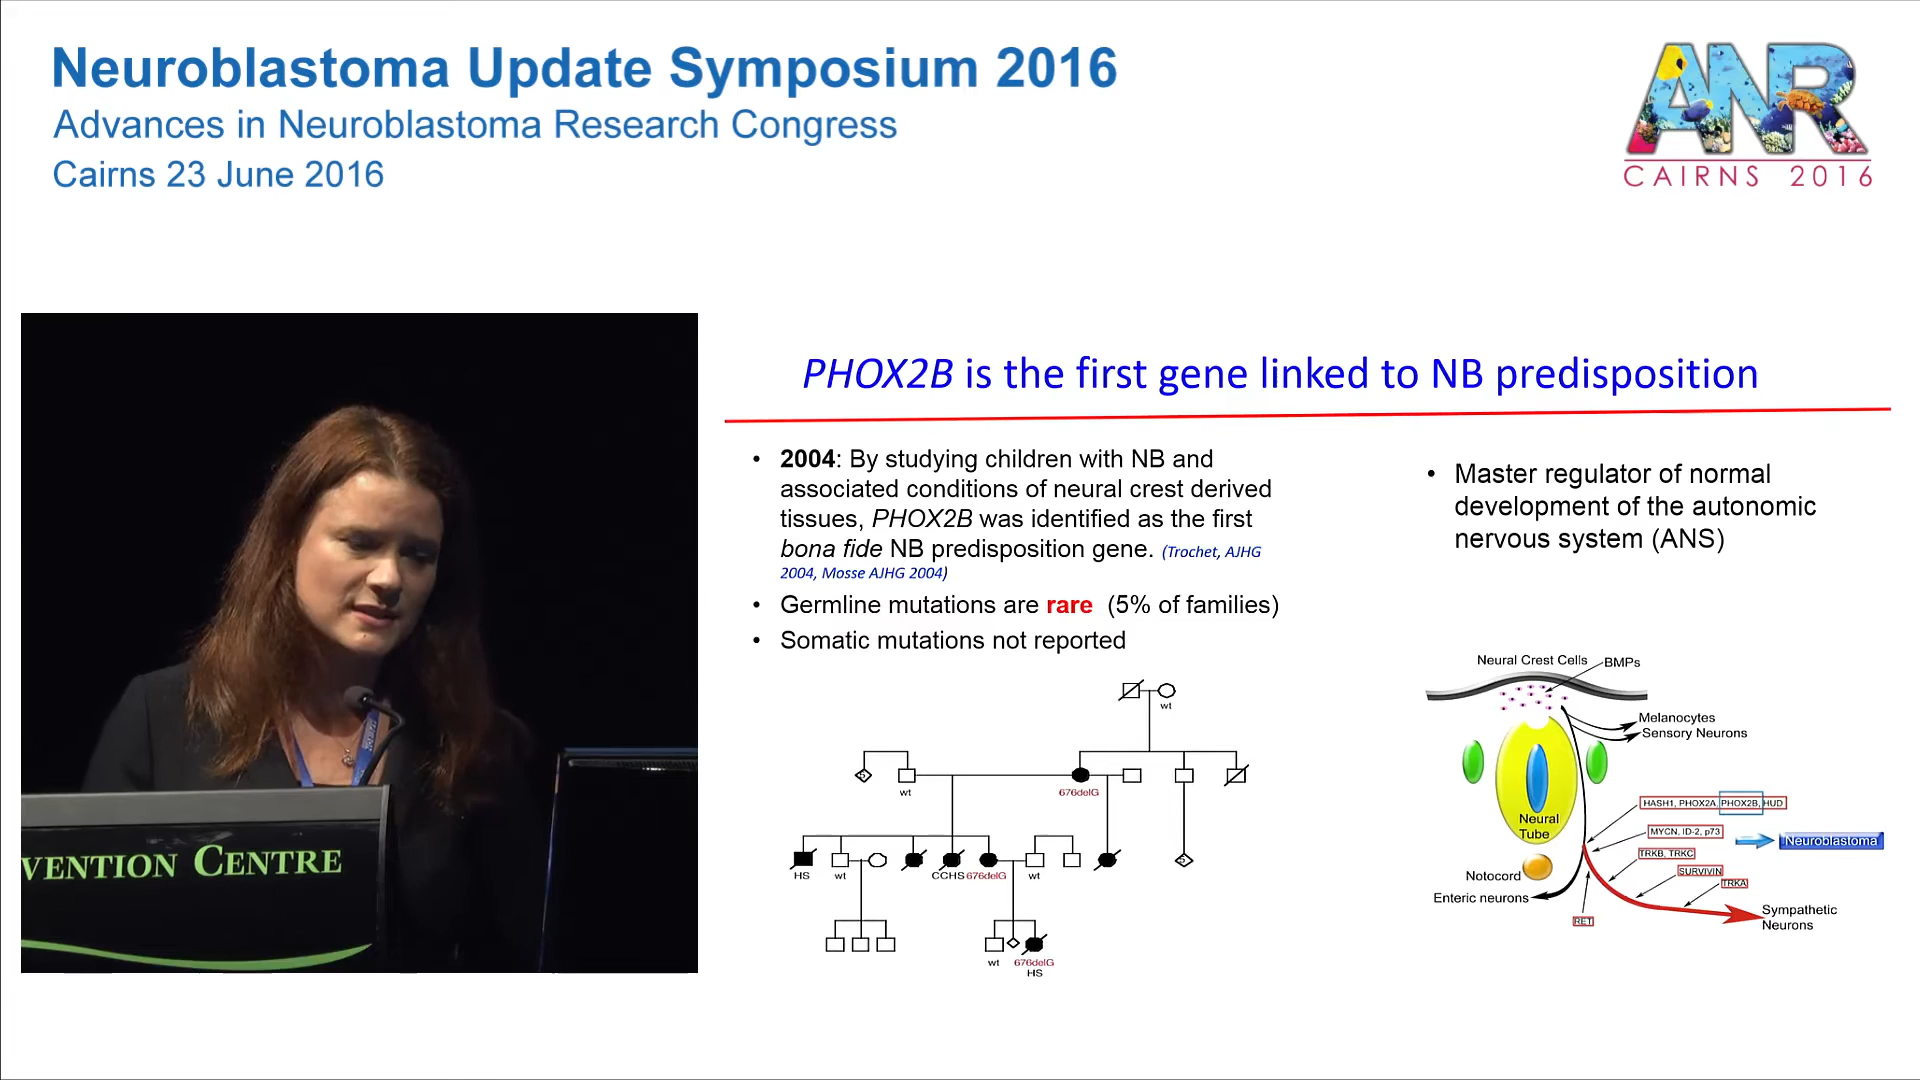 Neuroblastoma Update Symposium 2016
Advances in Neuroblastoma Research Congress
Cairns 23 June 2016
ANR
CAIRNS 2016
VENTION CENTRE
PHOX2B is the first gene linked to NB predisposition
• 2004: By studying children with NB and
associated conditions of neural crest derived
tissues, PHOX2B was identified as the first
bona fide NB predisposition gene. (Trochet, AJHG
2004, Mosse AJHG 2004)
• Germline mutations are rare (5% of families)
• Somatic mutations not reported
wt
wt
676delG
HS
wt
CCHS
676delG
wt
wt
676delG
HS
• Master regulator of normal
development of the autonomic
nervous system (ANS)
Neural Crest Cells
BMPs
Melanocytes
Sensory Neurons
Neural
Tube
HASH1, PHOX2A, PHOX2B, HUD
MYCN, ID-2, p73
Neuroblastoma
TRKB, TRKC
SURVIVIN
TRKA
Notocord
Enteric neurons
RET
Sympathetic
Neurons